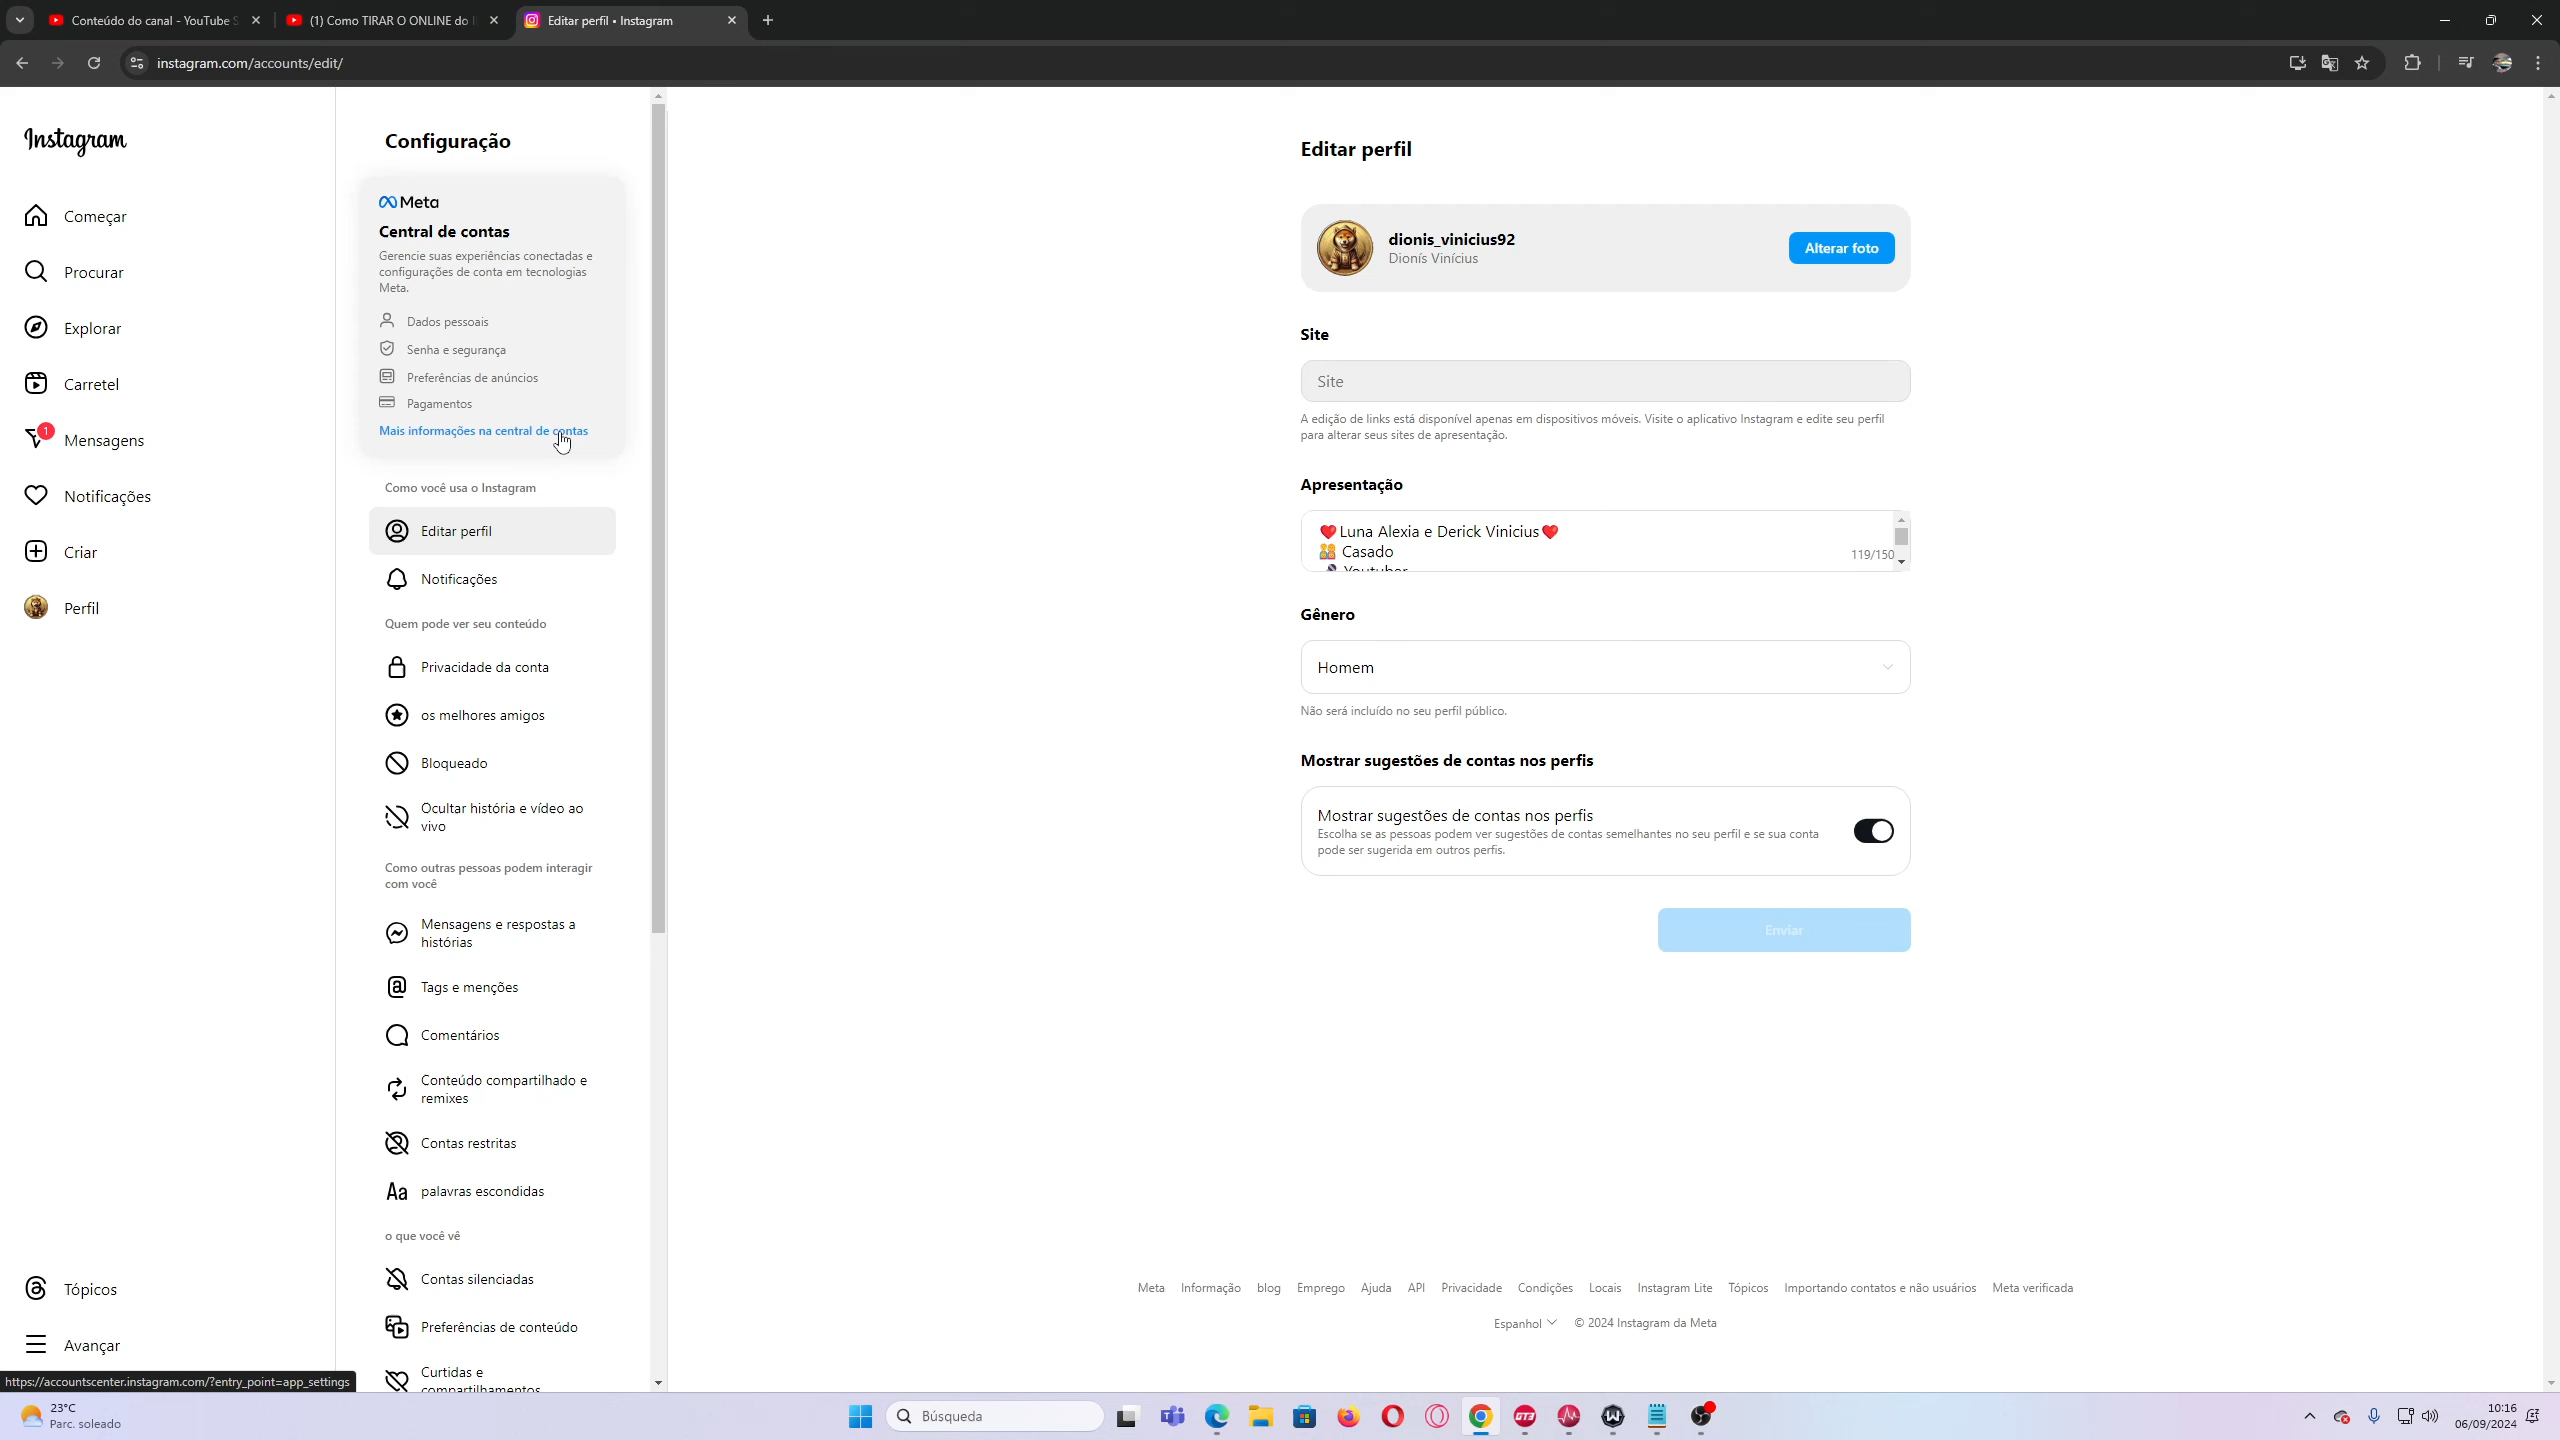 Conteúdo do canal - YouTube S
(1) Como TIRAR O ONLINE do I
Editar perfil • Instagram
instagram.com/accounts/edit/
Instagram
Começar
Procurar
Explorar
Carretel
1
Mensagens
Notificações
Criar
Perfil
Tópicos
Avançar
Configuração
Meta
Central de contas
Gerencie suas experiências conectadas e
configurações de conta em tecnologias
Meta.
Dados pessoais
Senha e segurança
Preferências de anúncios
Pagamentos
Mais informações na central de contas
Como você usa o Instagram
Editar perfil
Notificações
Quem pode ver seu conteúdo
Privacidade da conta
os melhores amigos
Bloqueado
Ocultar história e vídeo ao
vivo
Como outras pessoas podem interagir
com você
Mensagens e respostas a
histórias
Tags e menções
Comentários
Conteúdo compartilhado e
remixes
Contas restritas
Aa palavras escondidas
o que você vê
Contas silenciadas
Preferências de conteúdo
Curtidas e
compartilhamentos
Editar perfil
dionis_vinicius92
Dionís Vinícius
Alterar foto
Site
Site
A edição de links está disponível apenas em dispositivos móveis. Visite o aplicativo Instagram e edite seu perfil
para alterar seus sites de apresentação.
Apresentação
❤️Luna Alexia e Derick Vinicius❤️
Casado
Youtuber
119/150
Gênero
Homem
Não será incluído no seu perfil público.
Mostrar sugestões de contas nos perfis
Mostrar sugestões de contas nos perfis
Escolha se as pessoas podem ver sugestões de contas semelhantes no seu perfil e se sua conta
pode ser sugerida em outros perfis.
Enviar
Meta Informação blog Emprego Ajuda API Privacidade Condições Locais Instagram Lite Tópicos Importando contatos e não usuários Meta verificada
Espanhol © 2024 Instagram da Meta
https://accountscenter.instagram.com/?entry_point=app_settings
23°C
Parc. soleado
Búsqueda
GT3
10:16
06/09/2024